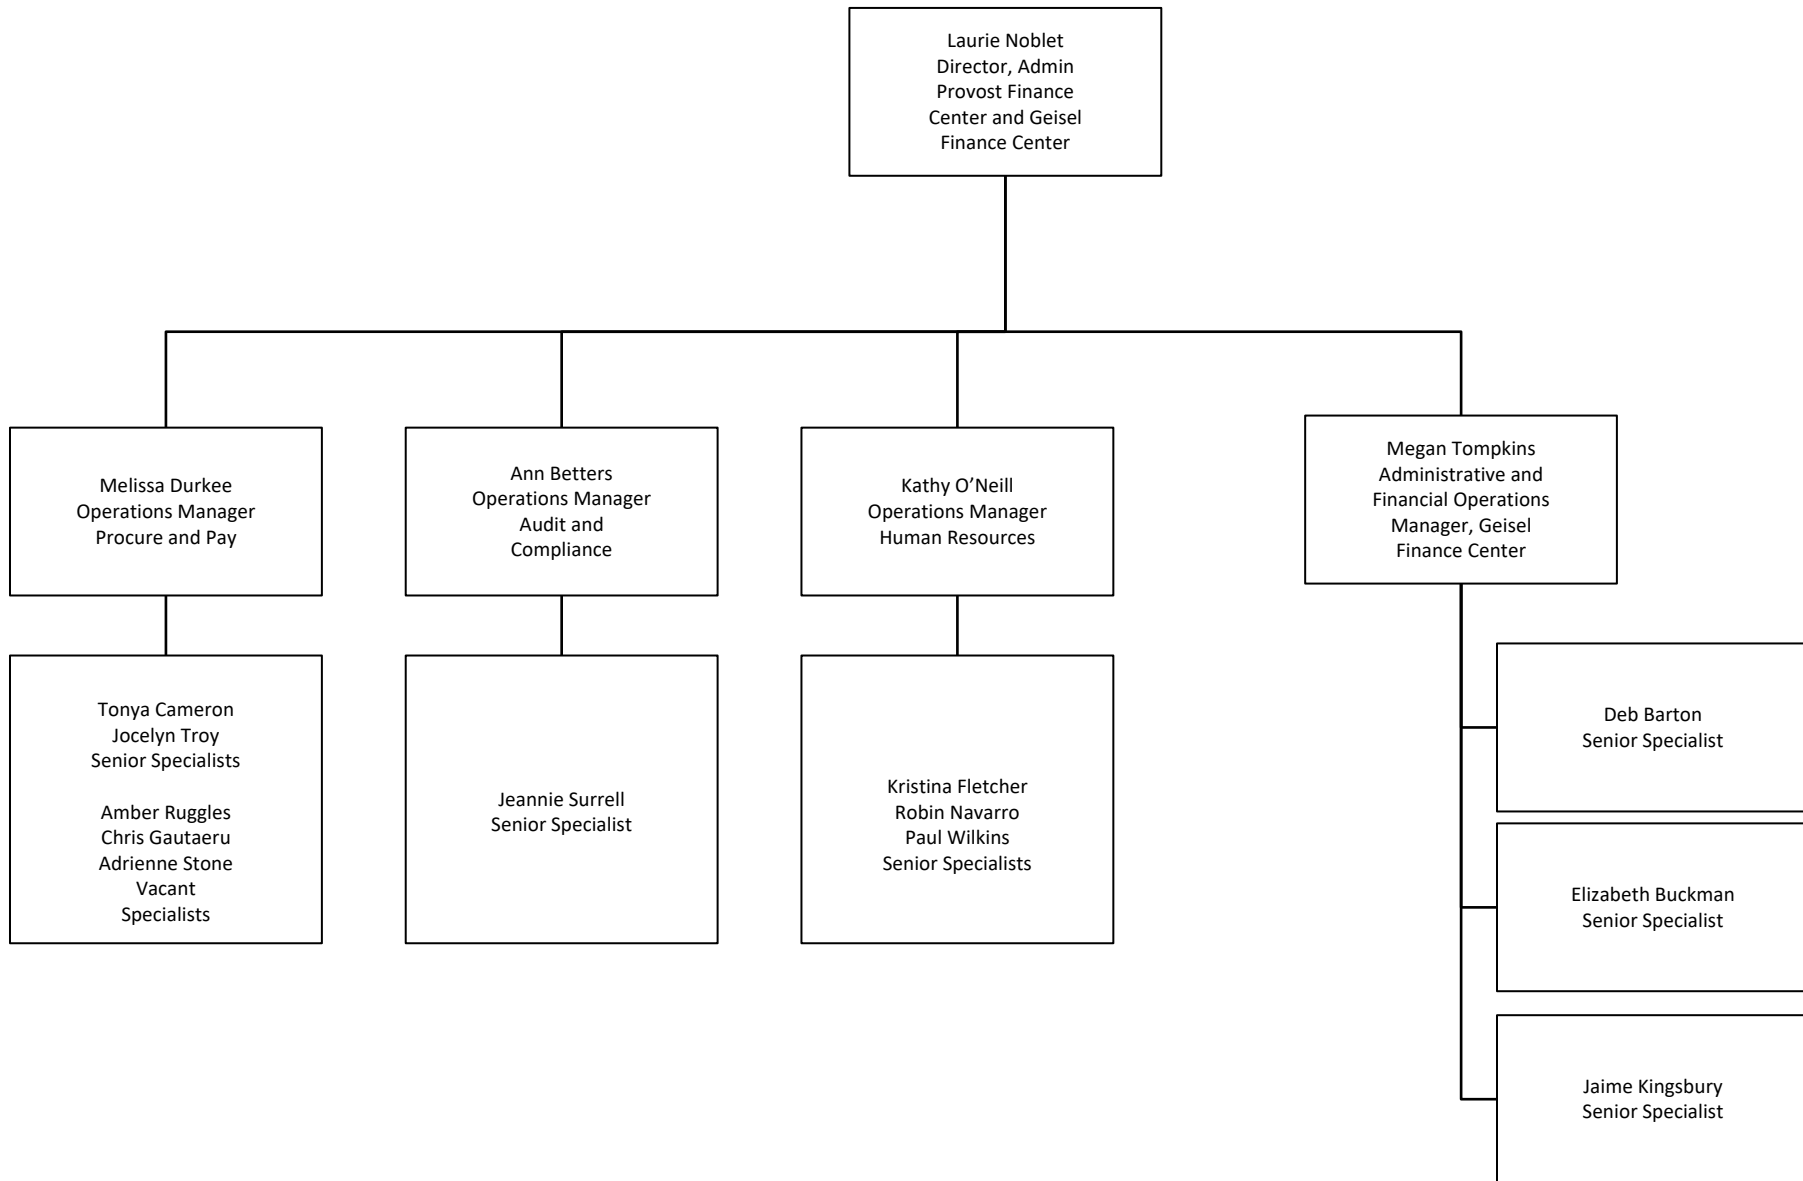 Laurie Noblet
Director, Admin
Provost Finance
Center and Geisel
Finance Center
Melissa Durkee
Operations Manager
Procure and Pay
Ann Betters
Operations Manager
Audit and
Compliance
Kathy O’Neill
Operations Manager
Human Resources
Megan Tompkins
Administrative and
Financial Operations
Manager, Geisel
Finance Center
Tonya Cameron
Jocelyn Troy
Senior Specialists
Amber Ruggles
Chris Gautaeru
Adrienne Stone
Vacant
Specialists
Jeannie Surrell
Senior Specialist
Kristina Fletcher
Robin Navarro
Paul Wilkins
Senior Specialists
Deb Barton
Senior Specialist
Elizabeth Buckman
Senior Specialist
Jaime Kingsbury
Senior Specialist